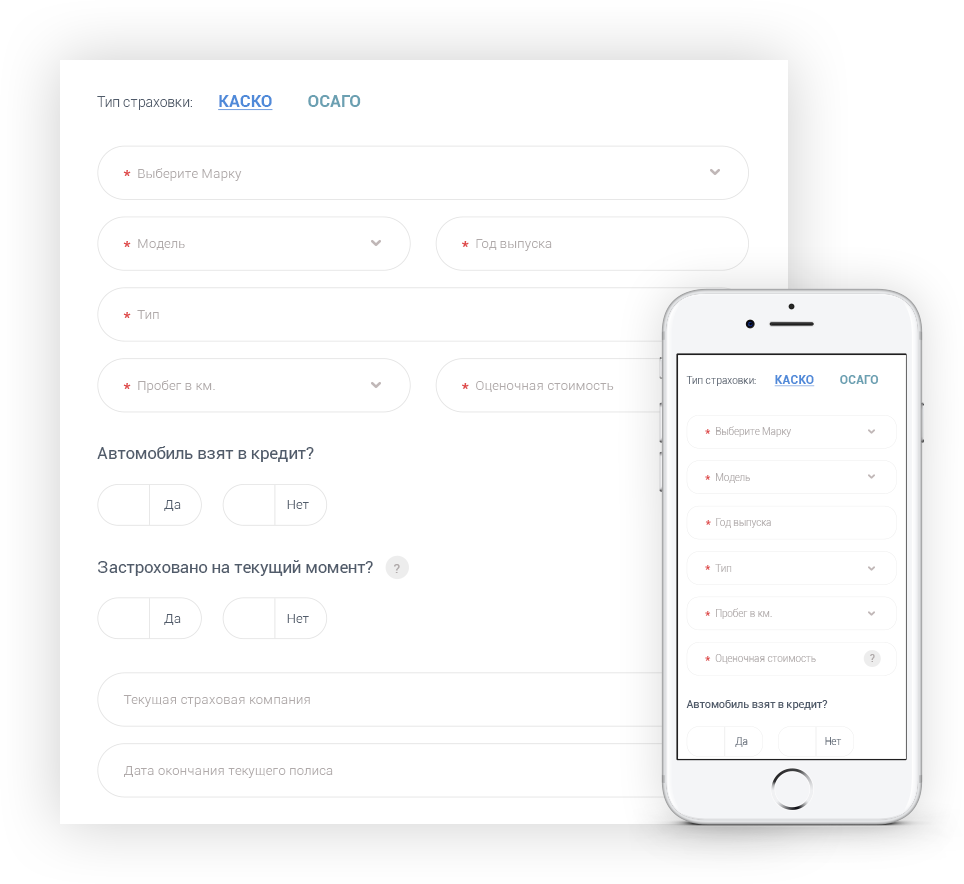 Тип страховки: КАСКО ОСАГО
* Выберите Марку
* Модель * Год выпуска
* Тип
* Пробег в км. * Оценочная стоимость
Автомобиль взят в кредит?
Да Нет
Застроховано на текущий момент? ?
Да Нет
Текущая страховая компания
Дата окончания текущего полиса
Тип страховки: КАСКО ОСАГО
* Выберите Марку
* Модель
* Год выпуска
* Тип
* Пробег в км.
* Оценочная стоимость ?
Автомобиль взят в кредит?
Да Нет